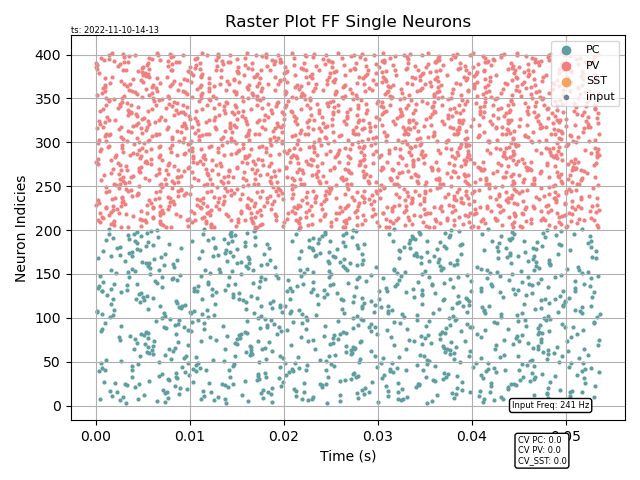 Raster Plot FF Single Neurons
ts: 2022-11-10-14-13
PC
PV
SST
input
400
350
300
250
200
150
100
50
0
Neuron Indicies
Input Freq: 241 Hz
0.00 0.01 0.02 0.03 0.04 0.05
Time (s)
CV PC: 0.0
CV PV: 0.0
CV_SST: 0.0